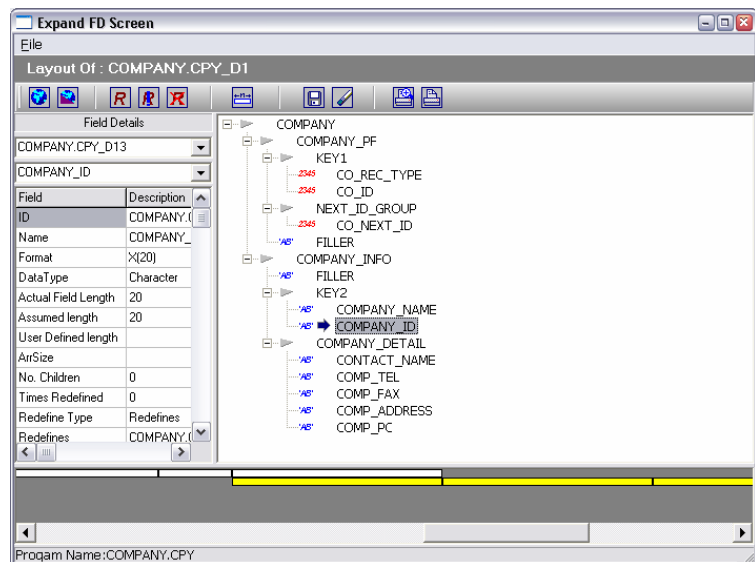 Expand FD Screen
File
Layout Of : COMPANY.CPY_D1
R R R
Field Details
COMPANY.CPY_D13
COMPANY_ID
Field Description
ID COMPANY.(
Name COMPANY_
Format X(20)
DataType Character
Actual Field Length 20
Assumed length 20
User Defined length
ArrSize
No. Children 0
Times Redefined 0
Redefine Type Redefines
Redefines COMPANY.(
COMPANY
COMPANY_PF
KEY1
2345 CO_REC_TYPE
2345 CO_ID
NEXT_ID_GROUP
2345 CO_NEXT_ID
'AB' FILLER
COMPANY_INFO
'AB' FILLER
KEY2
'AB' COMPANY_NAME
'AB' COMPANY_ID
COMPANY_DETAIL
'AB' CONTACT_NAME
'AB' COMP_TEL
'AB' COMP_FAX
'AB' COMP_ADDRESS
'AB' COMP_PC
Progam Name:COMPANY.CPY